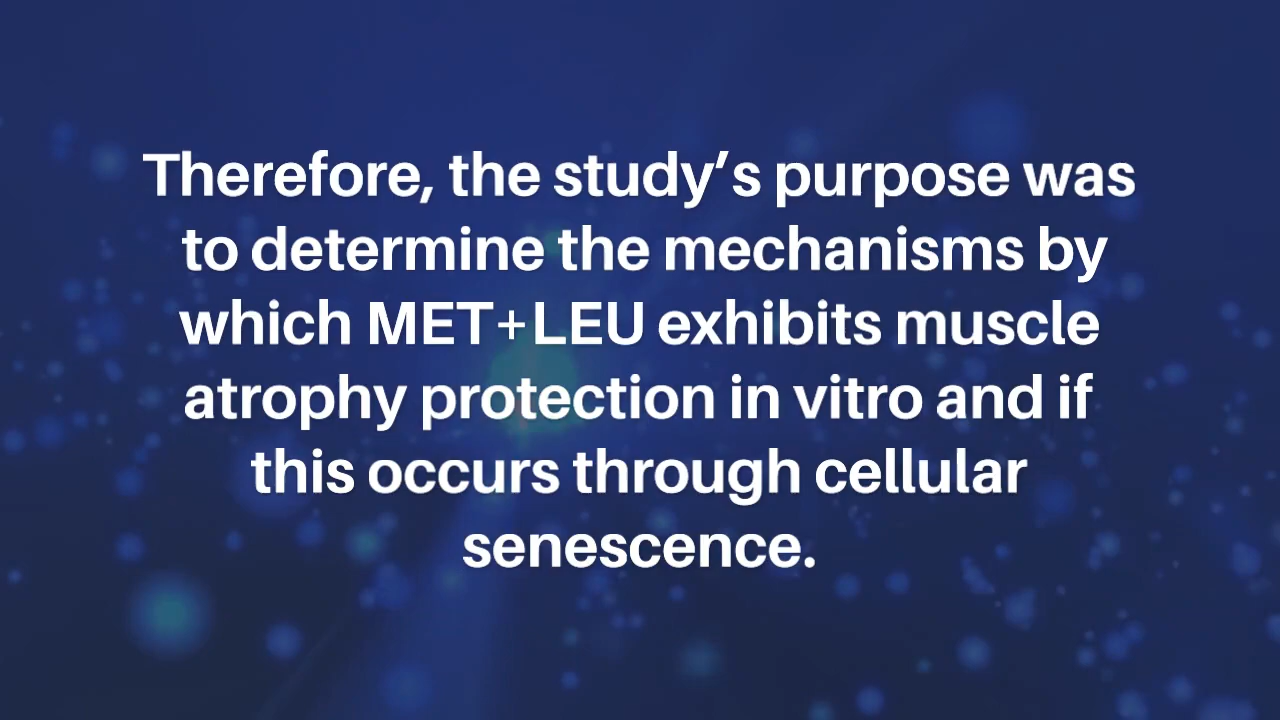 Therefore, the study’s purpose was
to determine the mechanisms by
which MET+LEU exhibits muscle
atrophy protection in vitro and if
this occurs through cellular
senescence.